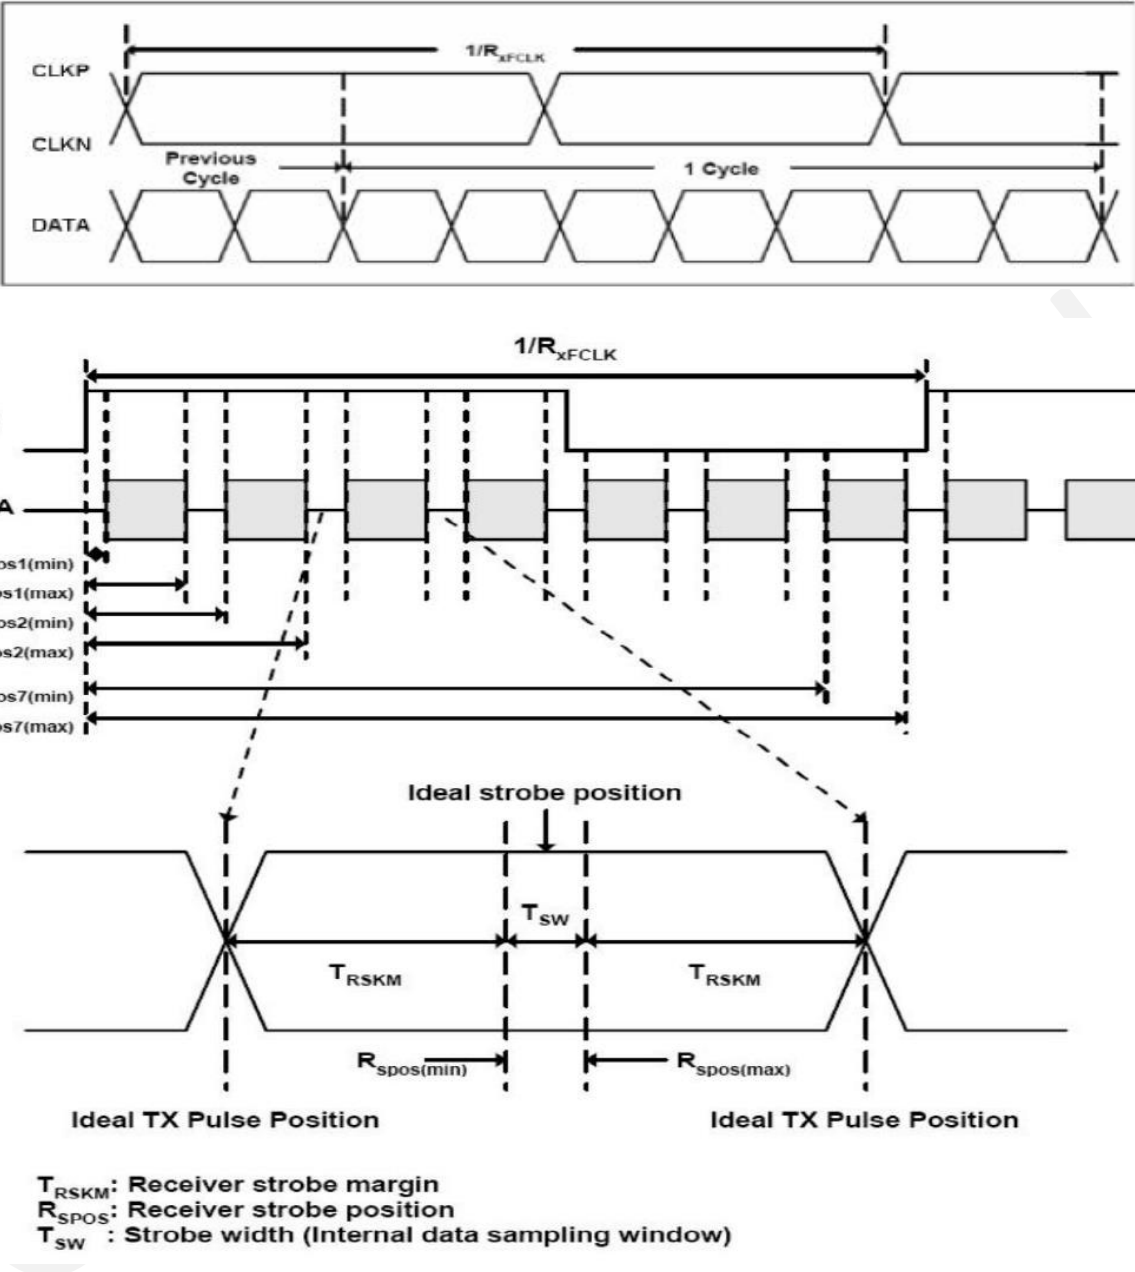 1/RxFCLK
CLKP
CLKN
Previous
Cycle
1 Cycle
DATA
1/RxFCLK
A
os1(min)
os1(max)
os2(min)
os2(max)
os7(min)
os7(max)
Ideal strobe position
TSW
TRSKM
TRSKM
Rspos(min)
Rspos(max)
Ideal TX Pulse Position
Ideal TX Pulse Position
TRSKM: Receiver strobe margin
RSPOS: Receiver strobe position
TSW : Strobe width (Internal data sampling window)